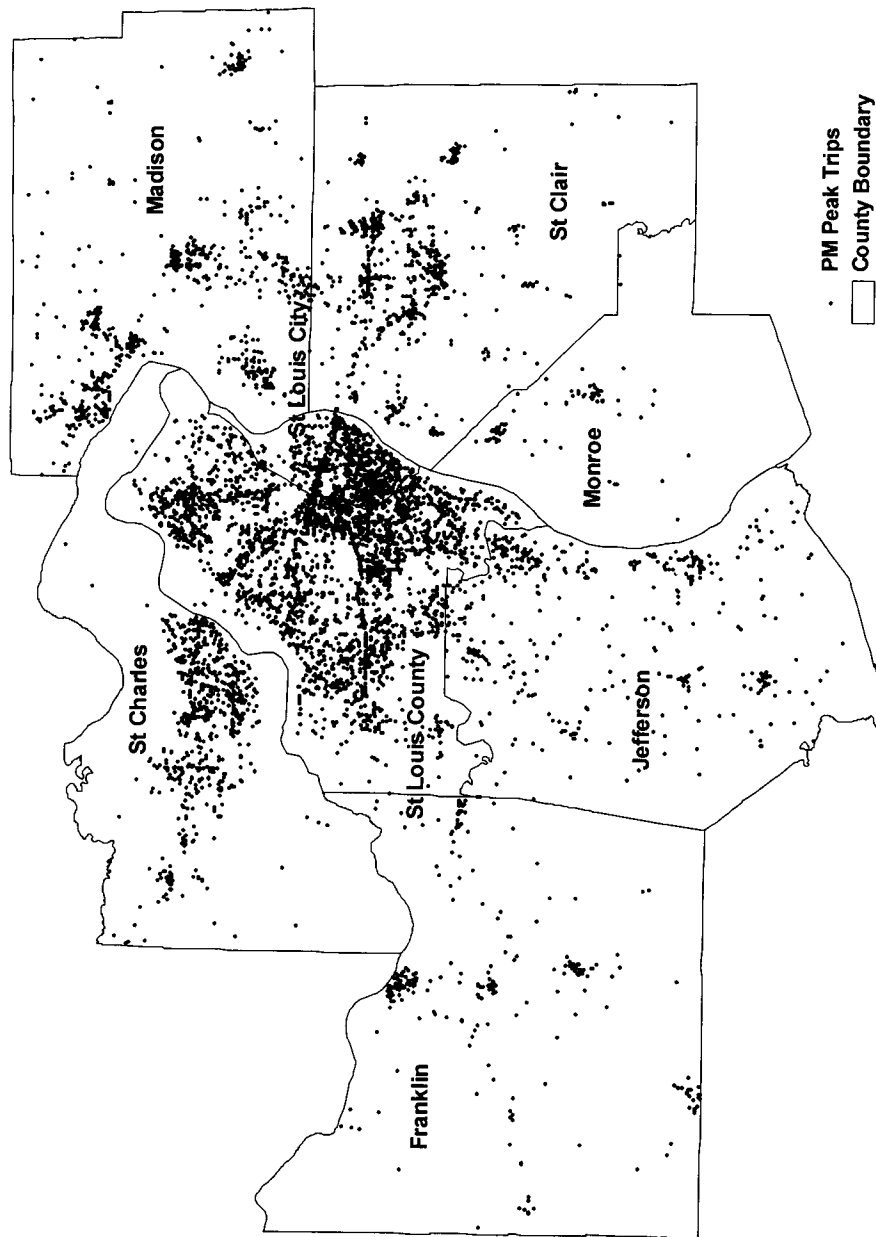 Madison
St Charles
St Louis City
St Clair
St Louis County
Monroe
Jefferson
Franklin
PM Peak Trips
County Boundary